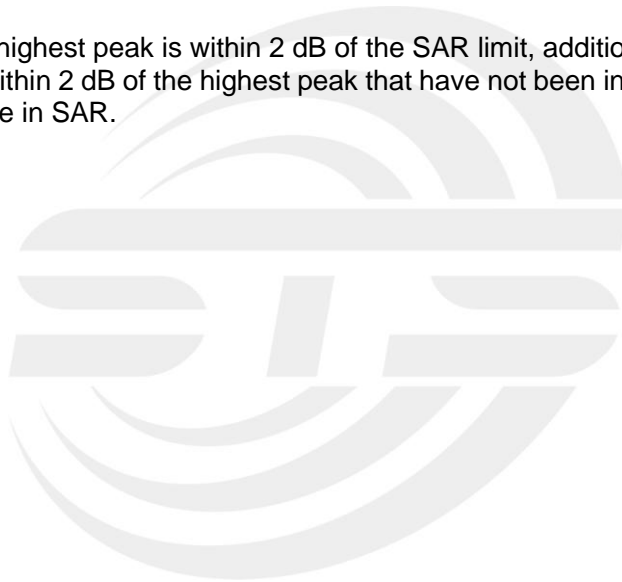 highest peak is within 2 dB of the SAR limit, additio
ithin 2 dB of the highest peak that have not been in
e in SAR.
STS